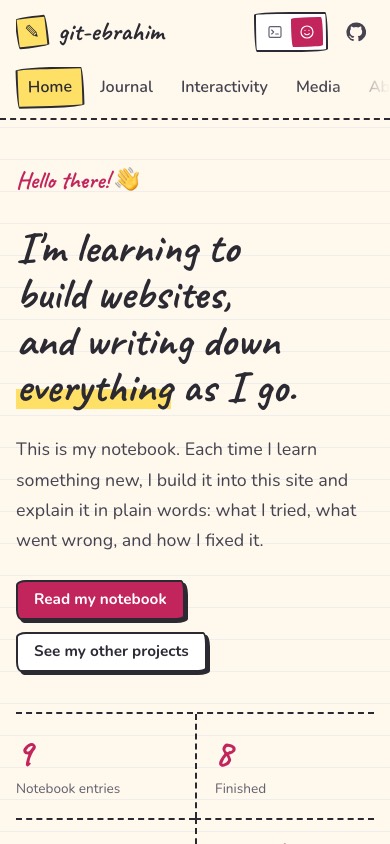 git-ebrahim
Home Journal Interactivity Media Ab
Hello there! 👋
I'm learning to
build websites,
and writing down
everything as I go.
This is my notebook. Each time I learn
something new, I build it into this site and
explain it in plain words: what I tried, what
went wrong, and how I fixed it.
Read my notebook
See my other projects
9 8
Notebook entries Finished